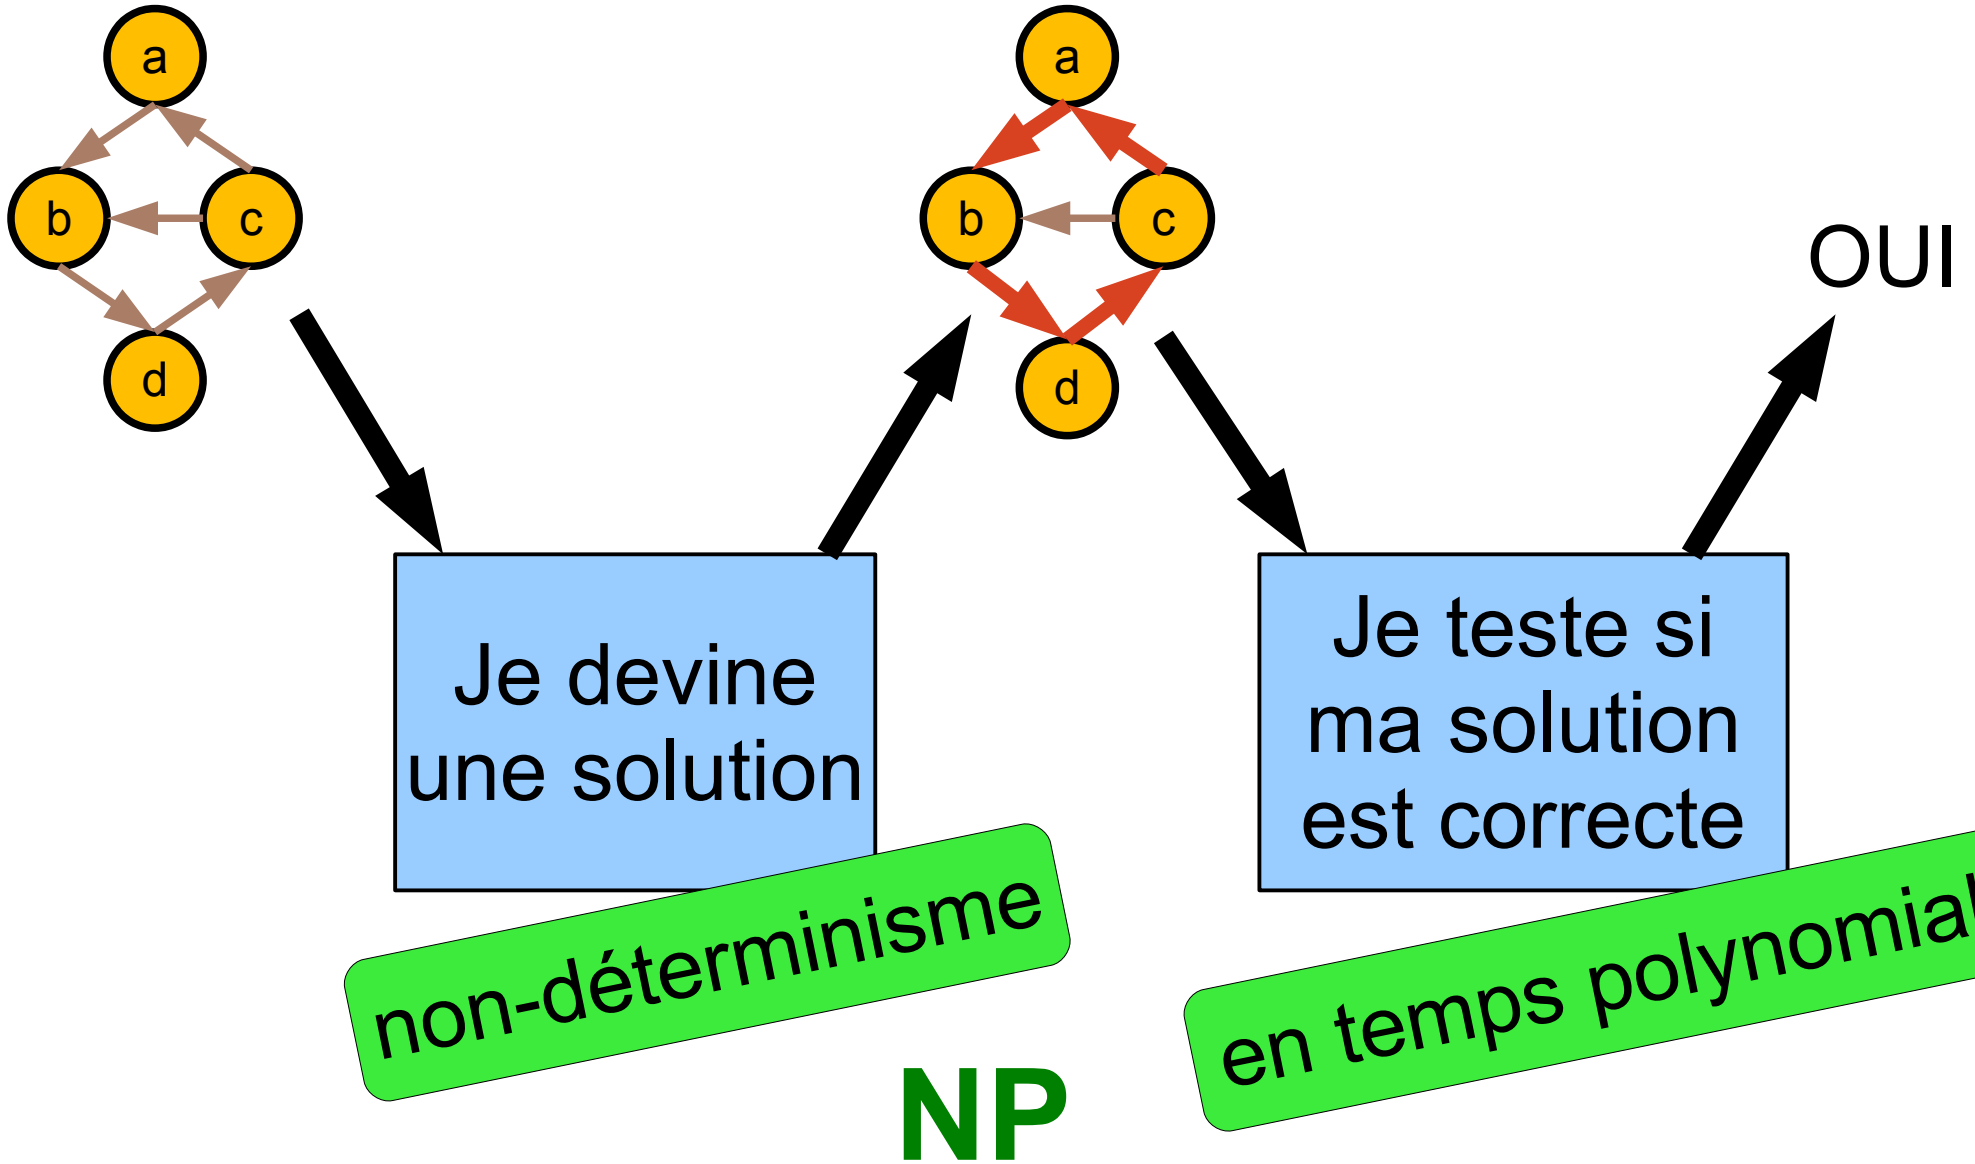 a
b
c
d
a
b
c
d
OUI
Je devine
une solution
Je teste si
ma solution
est correcte
non-déterminisme
en temps polynomial
NP